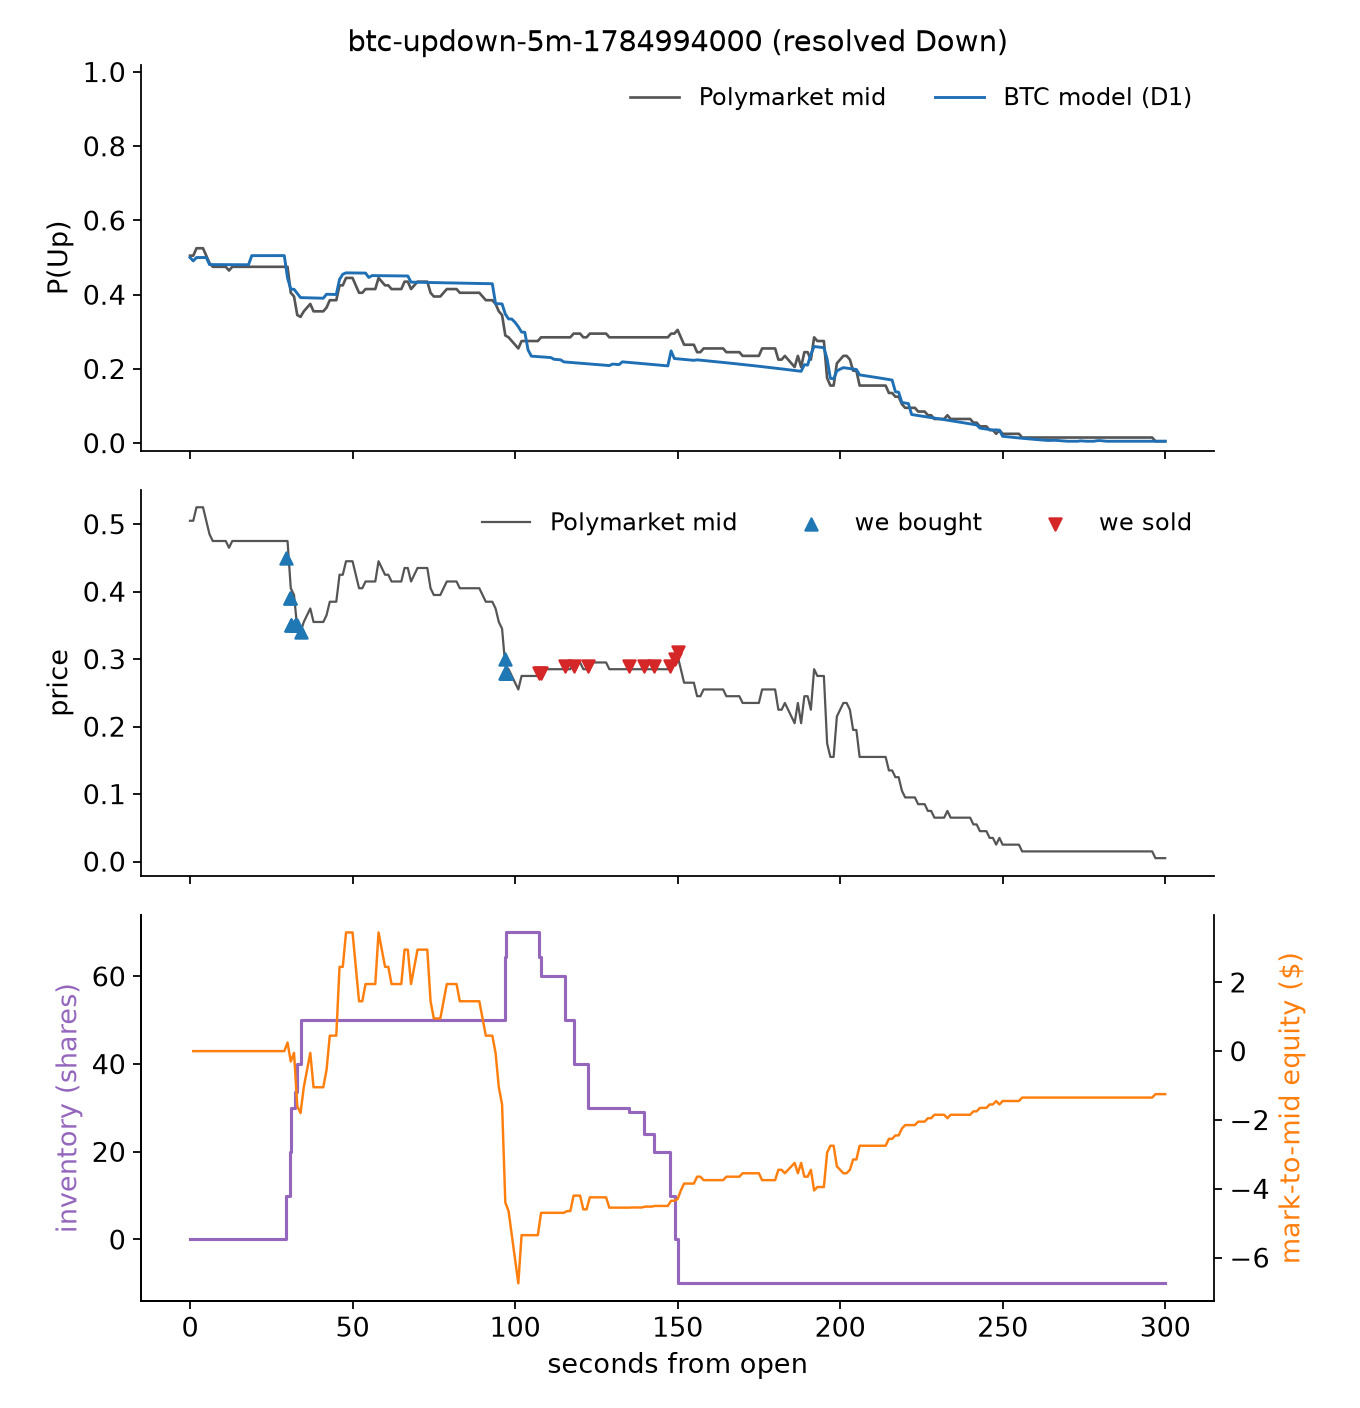 btc-updown-5m-1784994000 (resolved Down)
Polymarket mid
BTC model (D1)
1.0
0.8
0.6
0.4
0.2
0.0
P(Up)
Polymarket mid
we bought
we sold
0.5
0.4
0.3
0.2
0.1
0.0
price
60
40
20
0
inventory (shares)
2
0
−2
−4
−6
mark-to-mid equity ($)
0
50
100
150
200
250
300
seconds from open